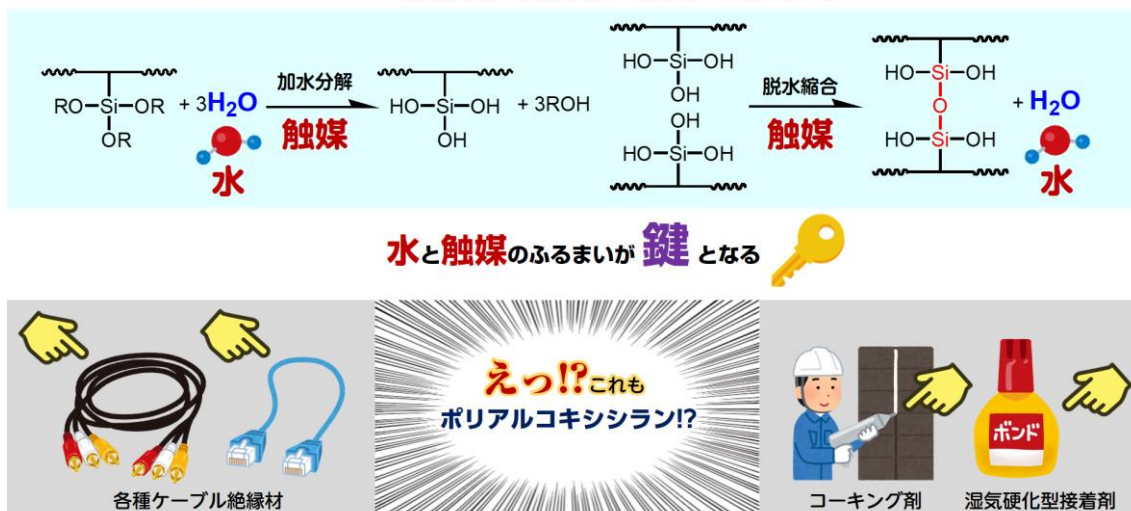 加水分解
OR
RO—Si—OR + 3H₂O
触媒
水
HO—Si—OH + 3ROH
OH
HO—Si—OH
OH
OH
HO—Si—OH
脱水縮合
触媒
HO—Si—OH
O
HO—Si—OH
+ H₂O
水
水と触媒のふるまいが 鍵 となる
えっ!?これも
ポリアルコキシシラン!?
ボンド
各種ケーブル絶縁材
コーキング剤
湿気硬化型接着剤